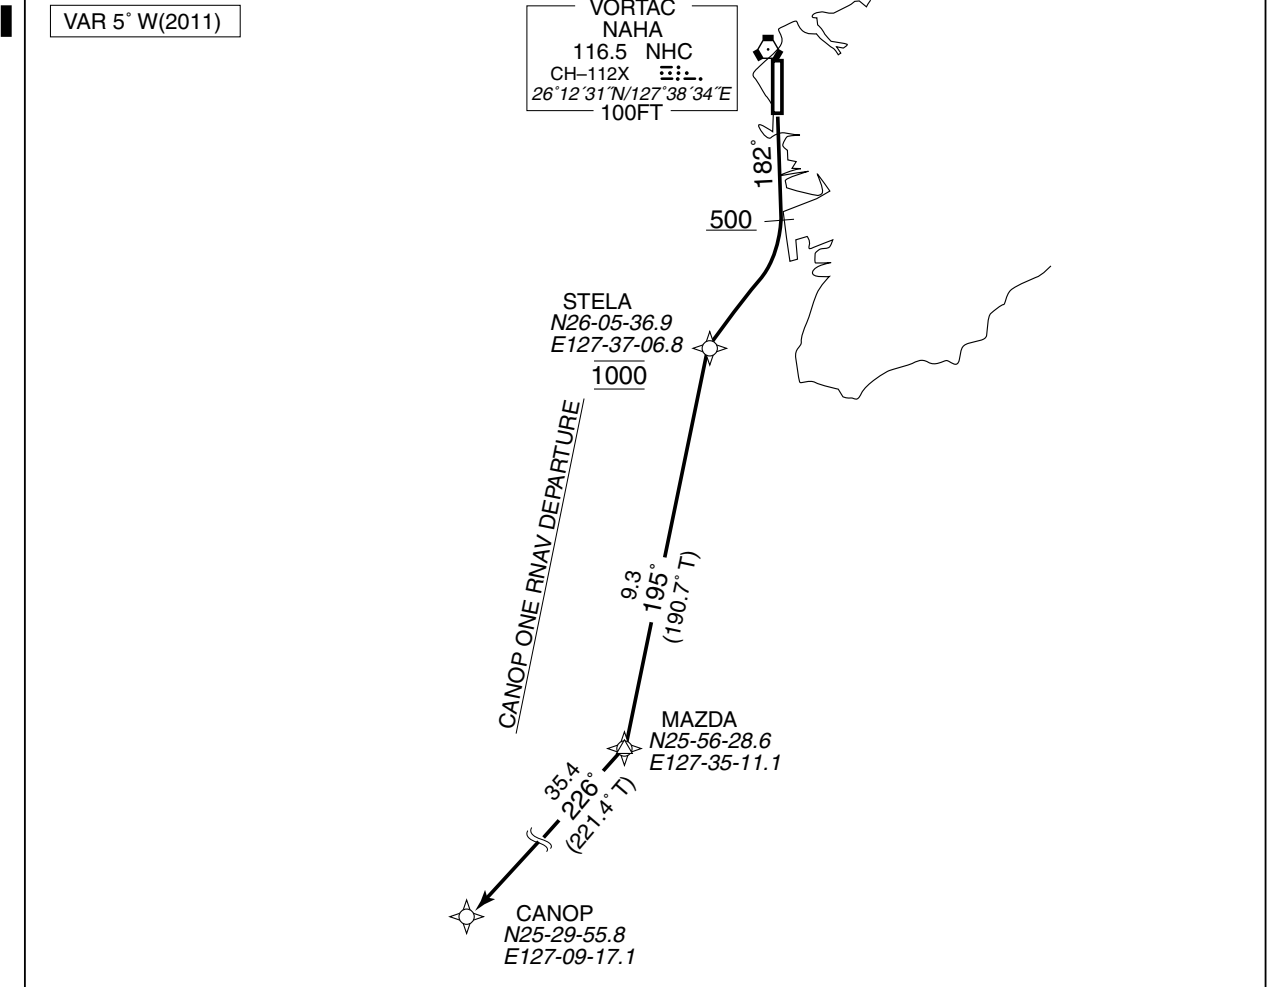 VAR 5° W(2011)
VORTAC
NAHA
116.5 NHC
CH–112X
26°12´31˝N/127°38´34˝E
100FT
182°
500
STELA
N26-05-36.9
E127-37-06.8
1000
CANOP ONE RNAV DEPARTURE
9.3
195°
(190.7° T)
MAZDA
N25-56-28.6
E127-35-11.1
35.4
226°
(221.4° T)
CANOP
N25-29-55.8
E127-09-17.1